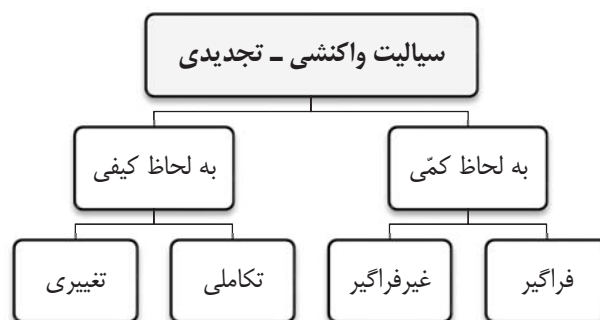 سیالیت واکنشی ـ تجدیدی
به لحاظ کمّی
به لحاظ کیفی
فراگیر
غیرفراگیر
تکاملی
تغییری